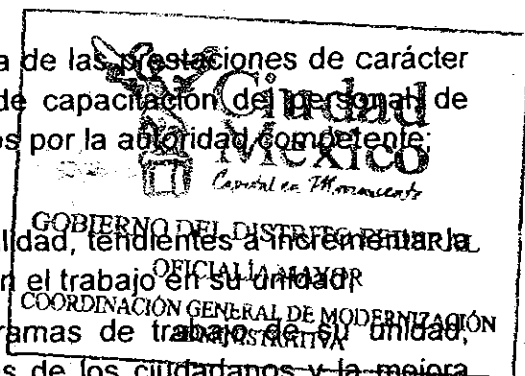 a de las prestaciones de carácter
de capacitación del personal de
os por la autoridad competente;
Ciudad
México
Capital en Movimiento
lidad, tendientes a incrementar la
n el trabajo en su unidad;
GOBIERNO DEL DISTRITO FEDERAL
OFICIALÍA MAYOR
COORDINACIÓN GENERAL DE MODERNIZACIÓN
ADMINISTRATIVA
ramas de trabajo de su unidad,
s de los ciudadanos y la mejora